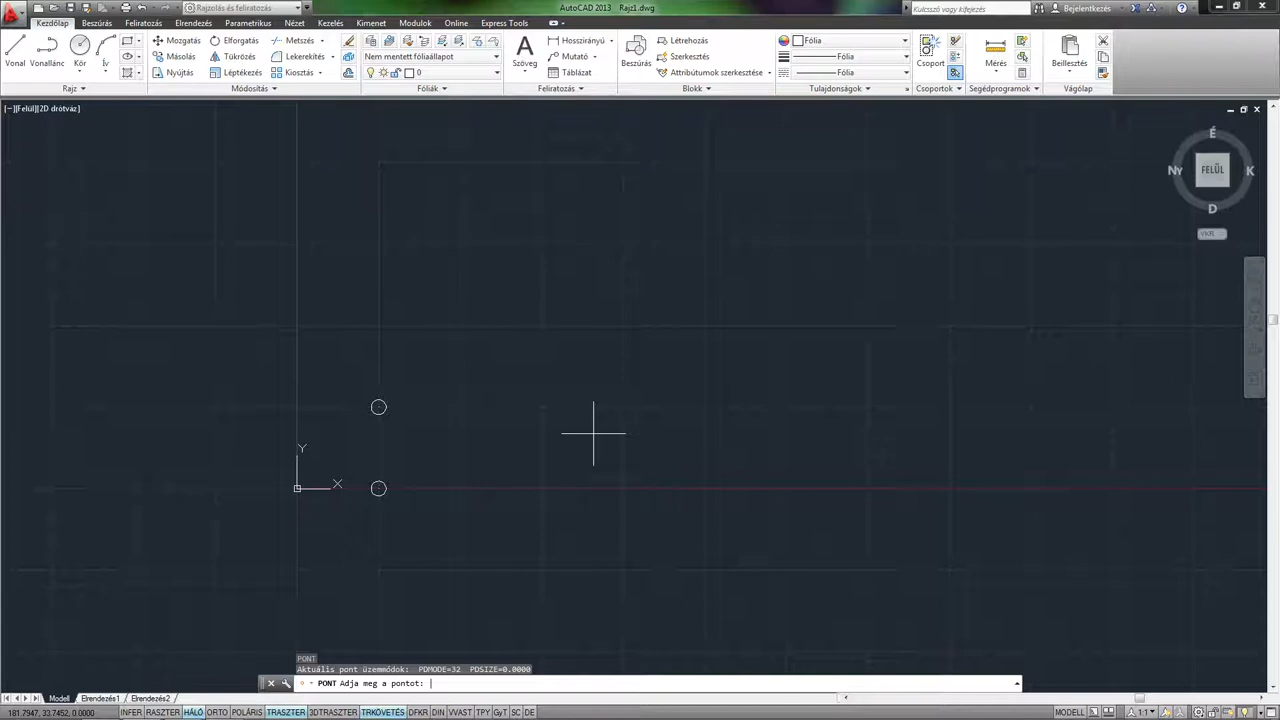 Rajzolás és feliratozás
AutoCAD 2013 Rajz1.dwg
Kulcsszó vagy kifejezés
Bejelentkezés
Kezdőlap Beszúrás Feliratozás Elrendezés Parametrikus Nézet Kezelés Kimenet Modulok Online Express Tools
Vonal Vonallánc Kör Ív
Rajz
Mozgatás Elforgatás Metszés
Másolás Tükrözés Lekerekítés
Nyújtás Léptékezés Kiosztás
Módosítás
Nem mentett fóliaállapot
0
Fóliák
Szöveg
Hosszirányú
Mutató
Táblázat
Feliratozás
Beszúrás
Létrehozás
Szerkesztés
Attribútumok szerkesztése
Blokk
Fólia
Fólia
Fólia
Tulajdonságok
Csoport
Csoportok
Mérés
Segédprogramok
Beillesztés
Vágólap
[−][Felül][2D drótváz]
É
NY FELÜL K
D
VKR
Y
X
PONT
Aktuális pont üzemmódok: PDMODE=32 PDSIZE=0.0000
PONT Adja meg a pontot:
Modell Elrendezés1 Elrendezés2
181.7947, 33.7452, 0.0000 INFER RASZTER HÁLÓ ORTO POLÁRIS TRASZTER 3DTRASZTER TRKÖVETÉS DFKR DIN VVAST TPY GyT SC DE MODELL 1:1